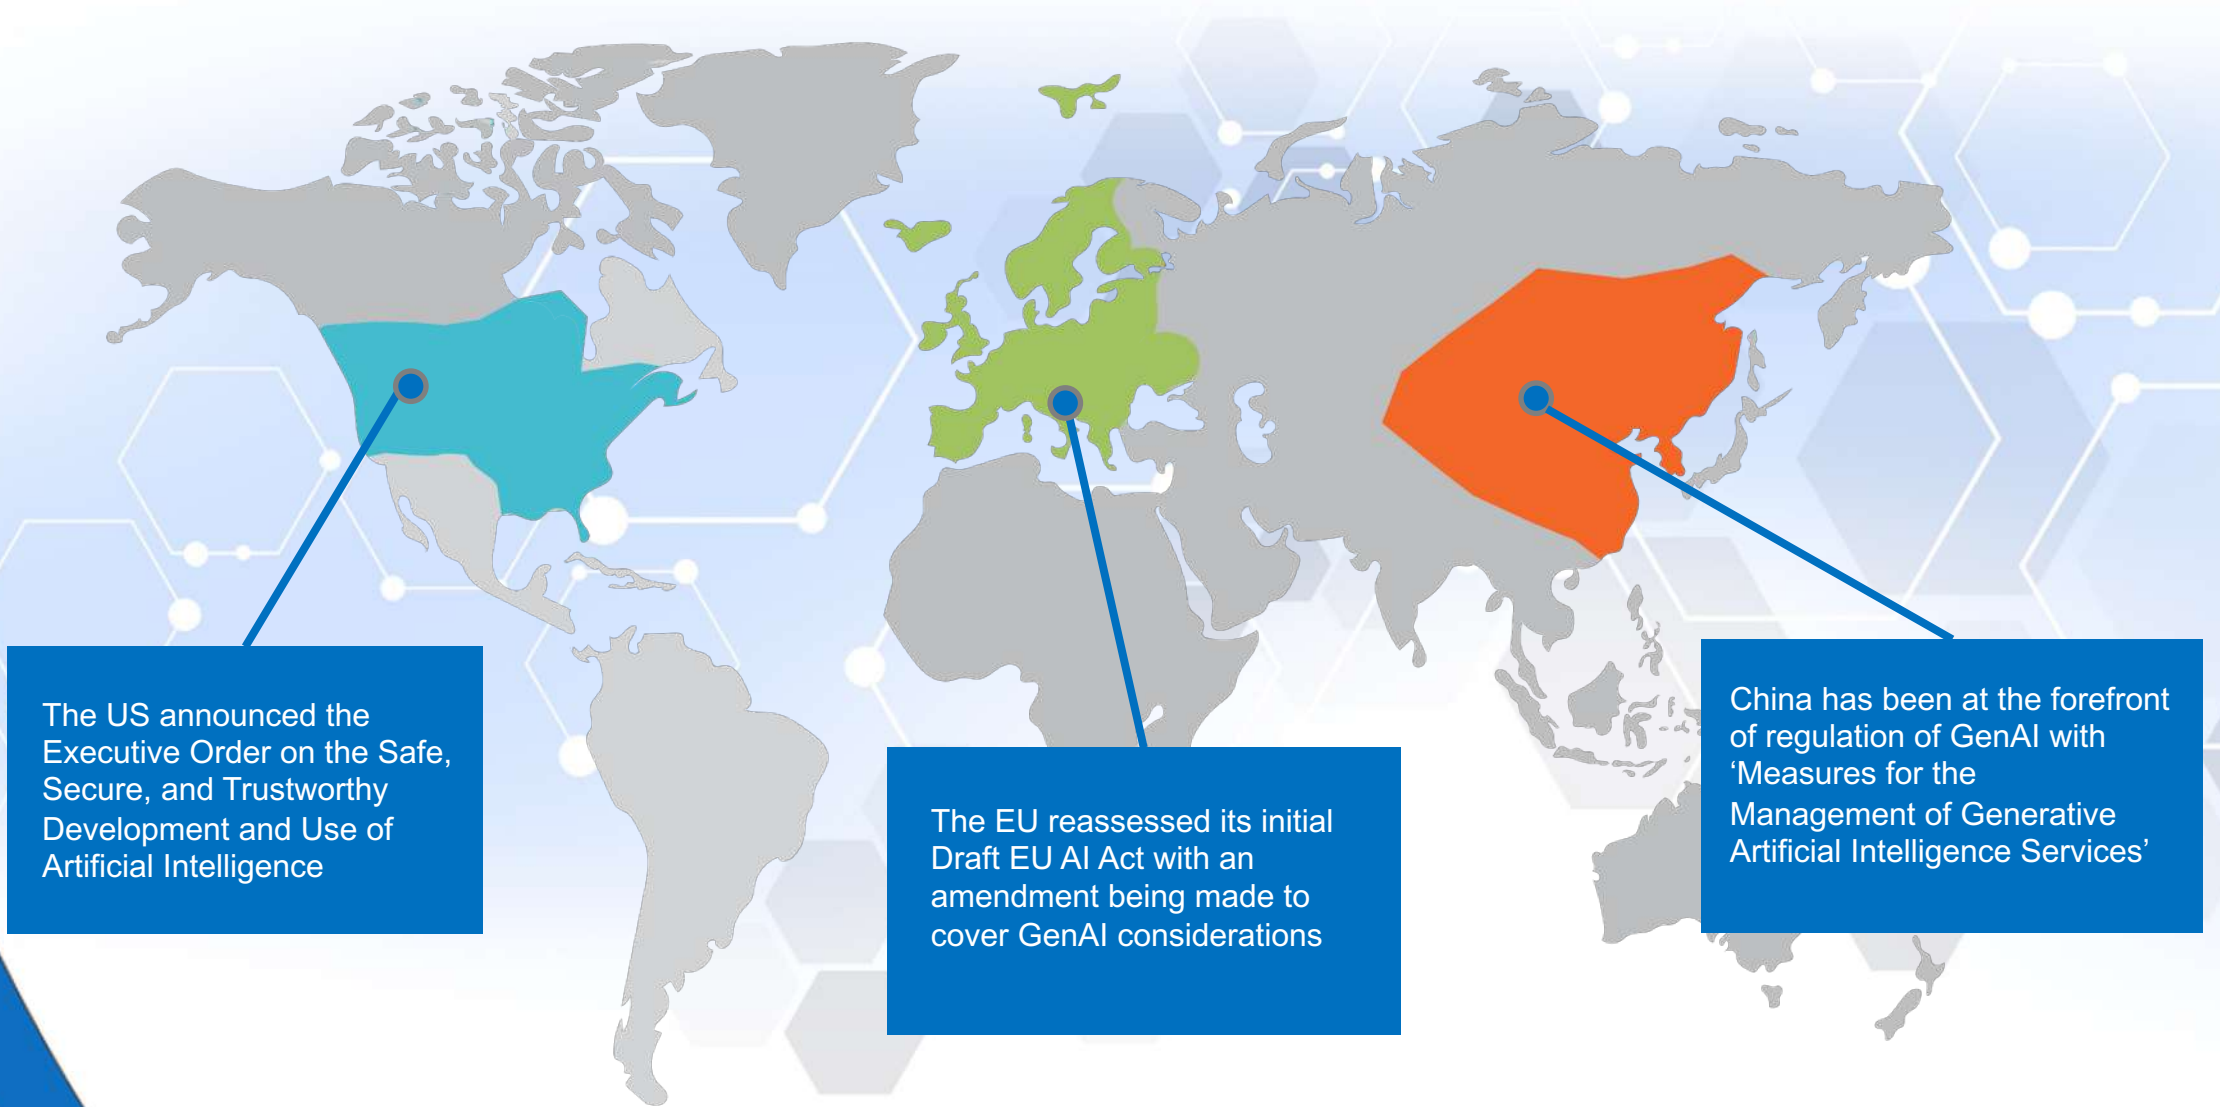 The US announced the
Executive Order on the Safe,
Secure, and Trustworthy
Development and Use of
Artificial Intelligence
The EU reassessed its initial
Draft EU AI Act with an
amendment being made to
cover GenAI considerations
China has been at the forefront
of regulation of GenAI with
‘Measures for the
Management of Generative
Artificial Intelligence Services’